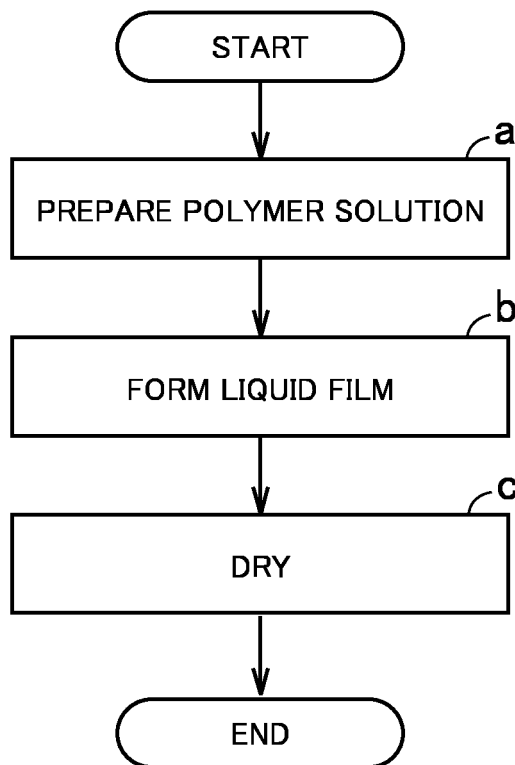 START
a
PREPARE POLYMER SOLUTION
b
FORM LIQUID FILM
c
DRY
END